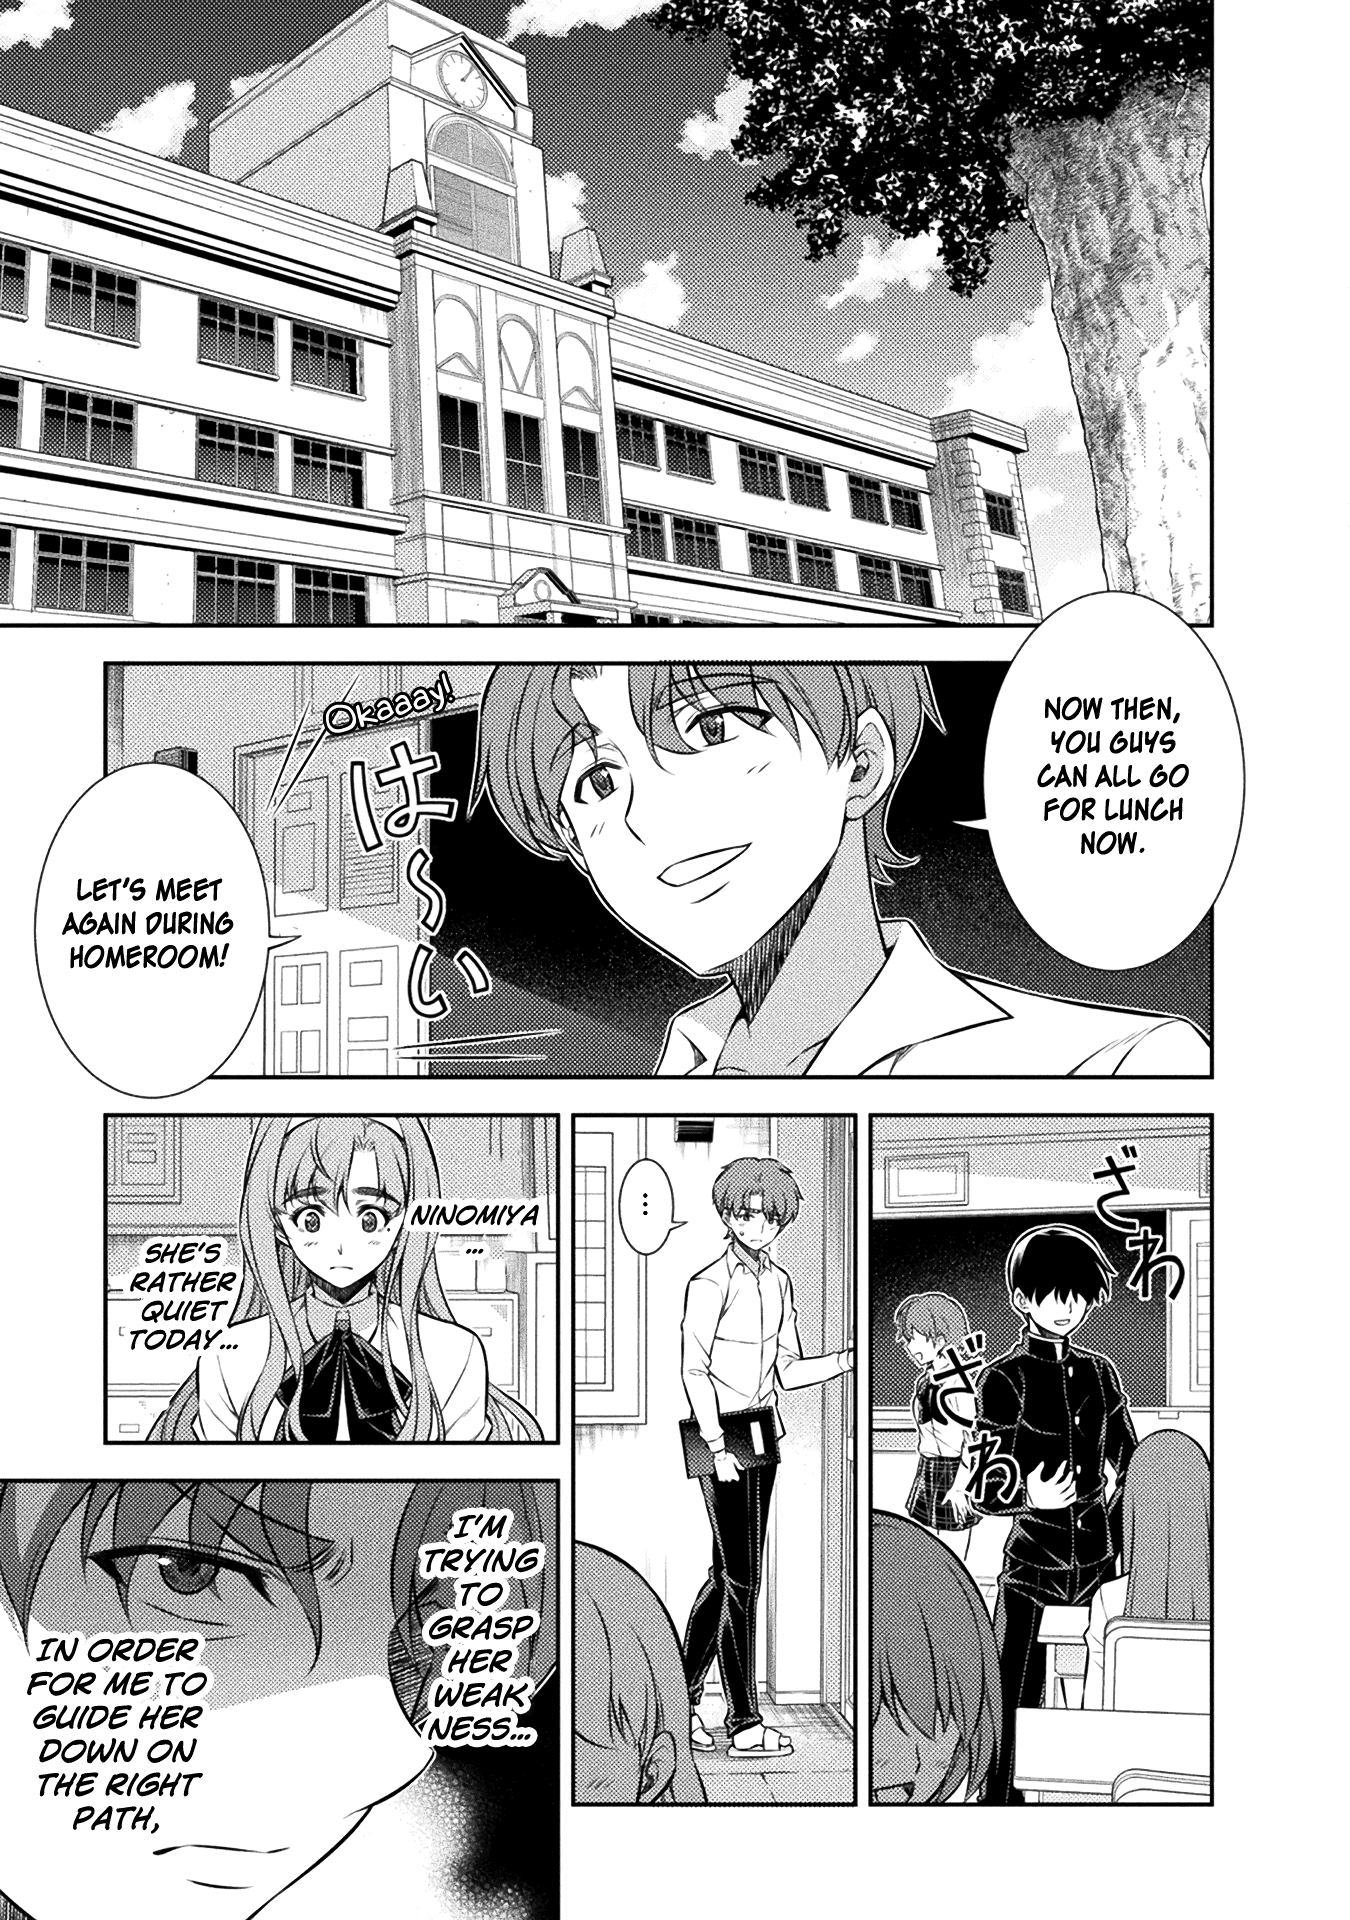 NOW THEN,
YOU GUYS
CAN ALL GO
FOR LUNCH
NOW.
Okaaay!
は～い
LET'S MEET
AGAIN DURING
HOMEROOM!
ざわ
ざわ
...
NINOMIYA
...
SHE'S
RATHER
QUIET
TODAY...
I'M
TRYING
TO
GRASP
HER
WEAK
NESS...
IN ORDER
FOR ME TO
GUIDE HER
DOWN ON
THE RIGHT
PATH,